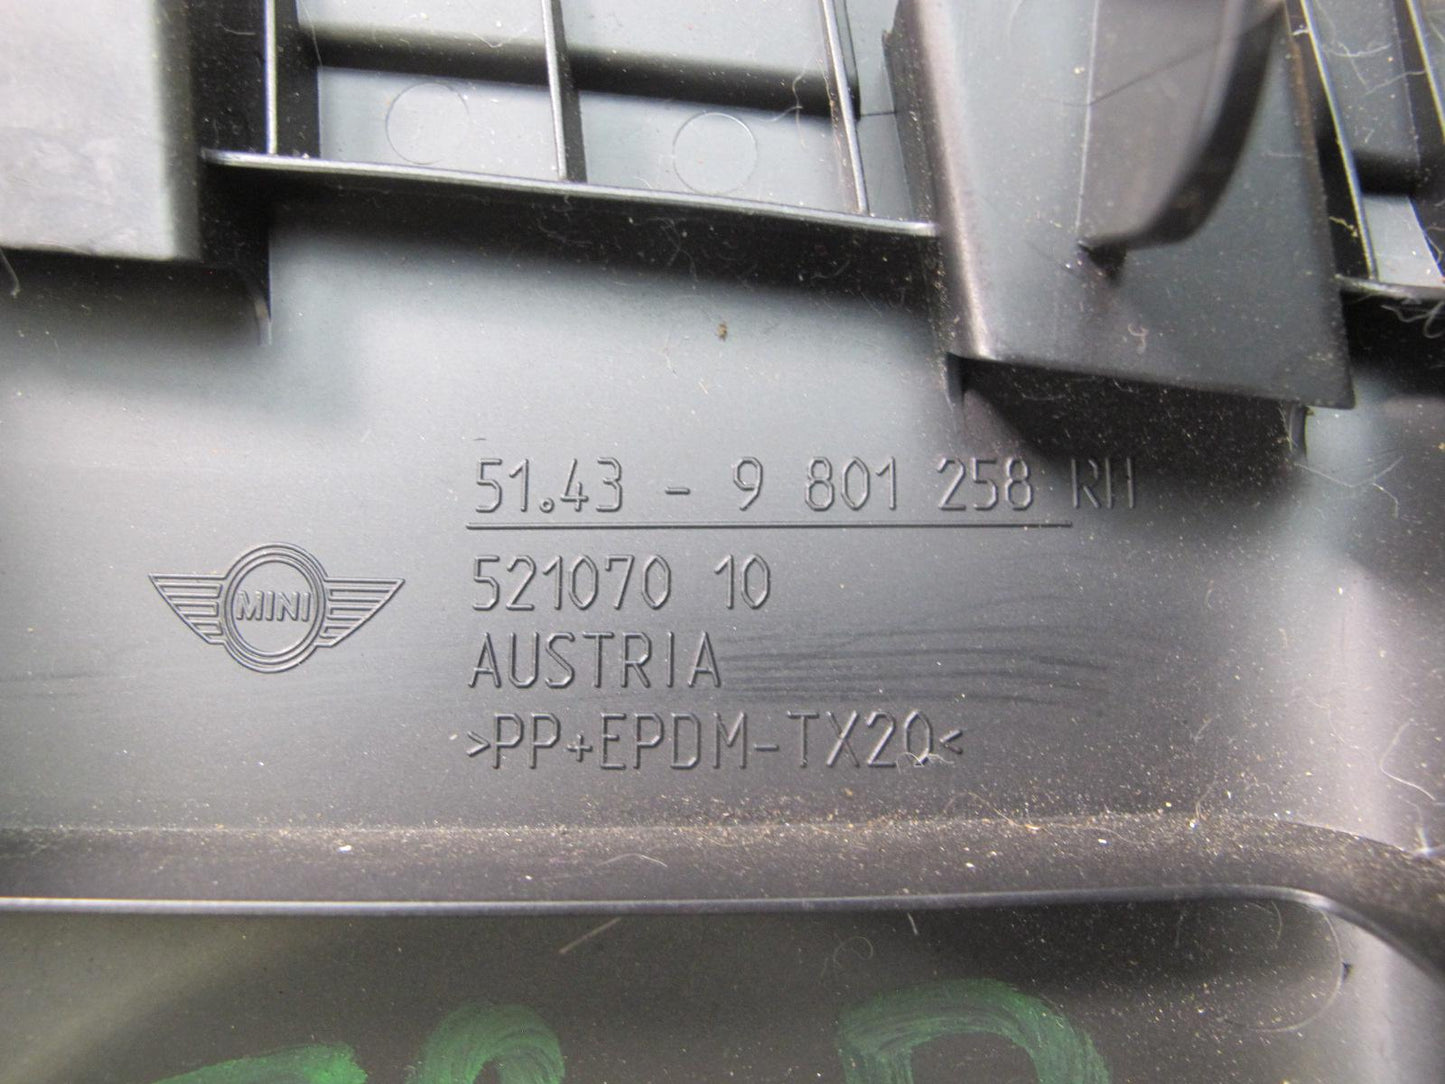 51.43 - 9 801 258 RH
MINI
521070 10
AUSTRIA
>PP+EPDM-TX20<